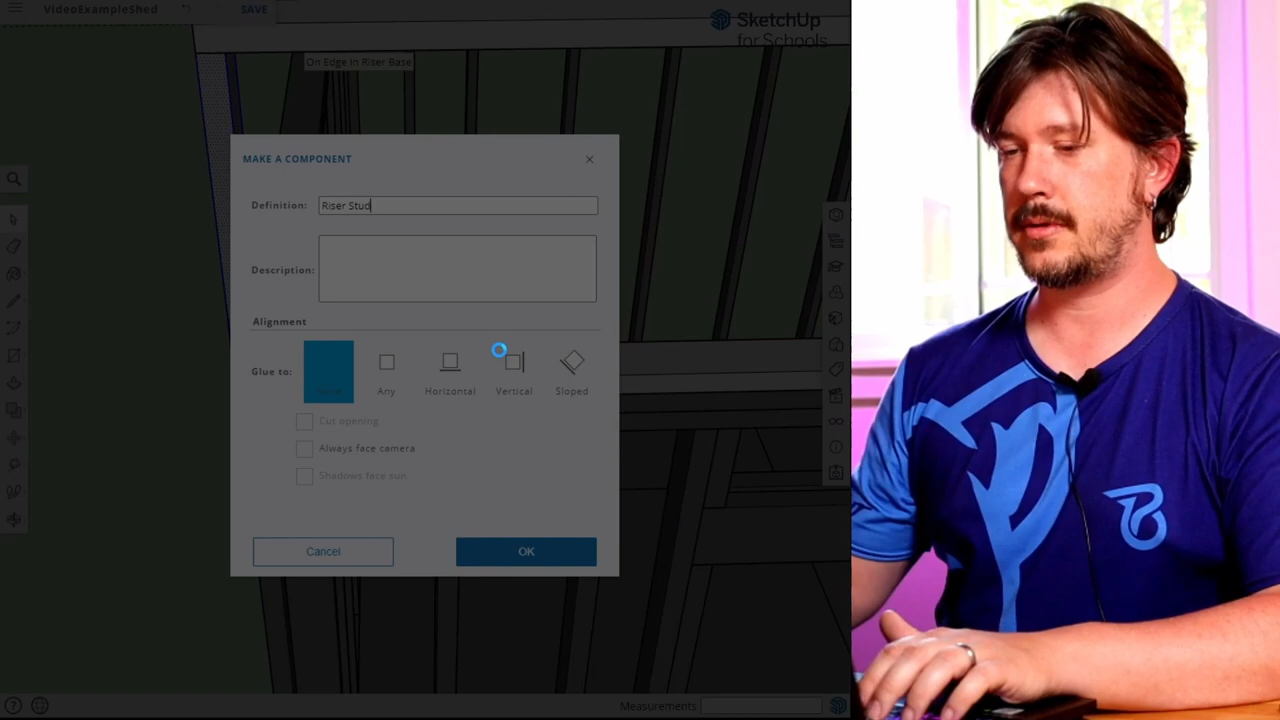 VideoExampleShed
SAVE
SketchUp
for Schools
On Edge in Riser Base
MAKE A COMPONENT
Definition:
Riser Stud
Description:
Alignment
Glue to:
Any
Horizontal
Vertical
Sloped
Cut opening
Always face camera
Shadows face sun
Cancel
OK
Measurements